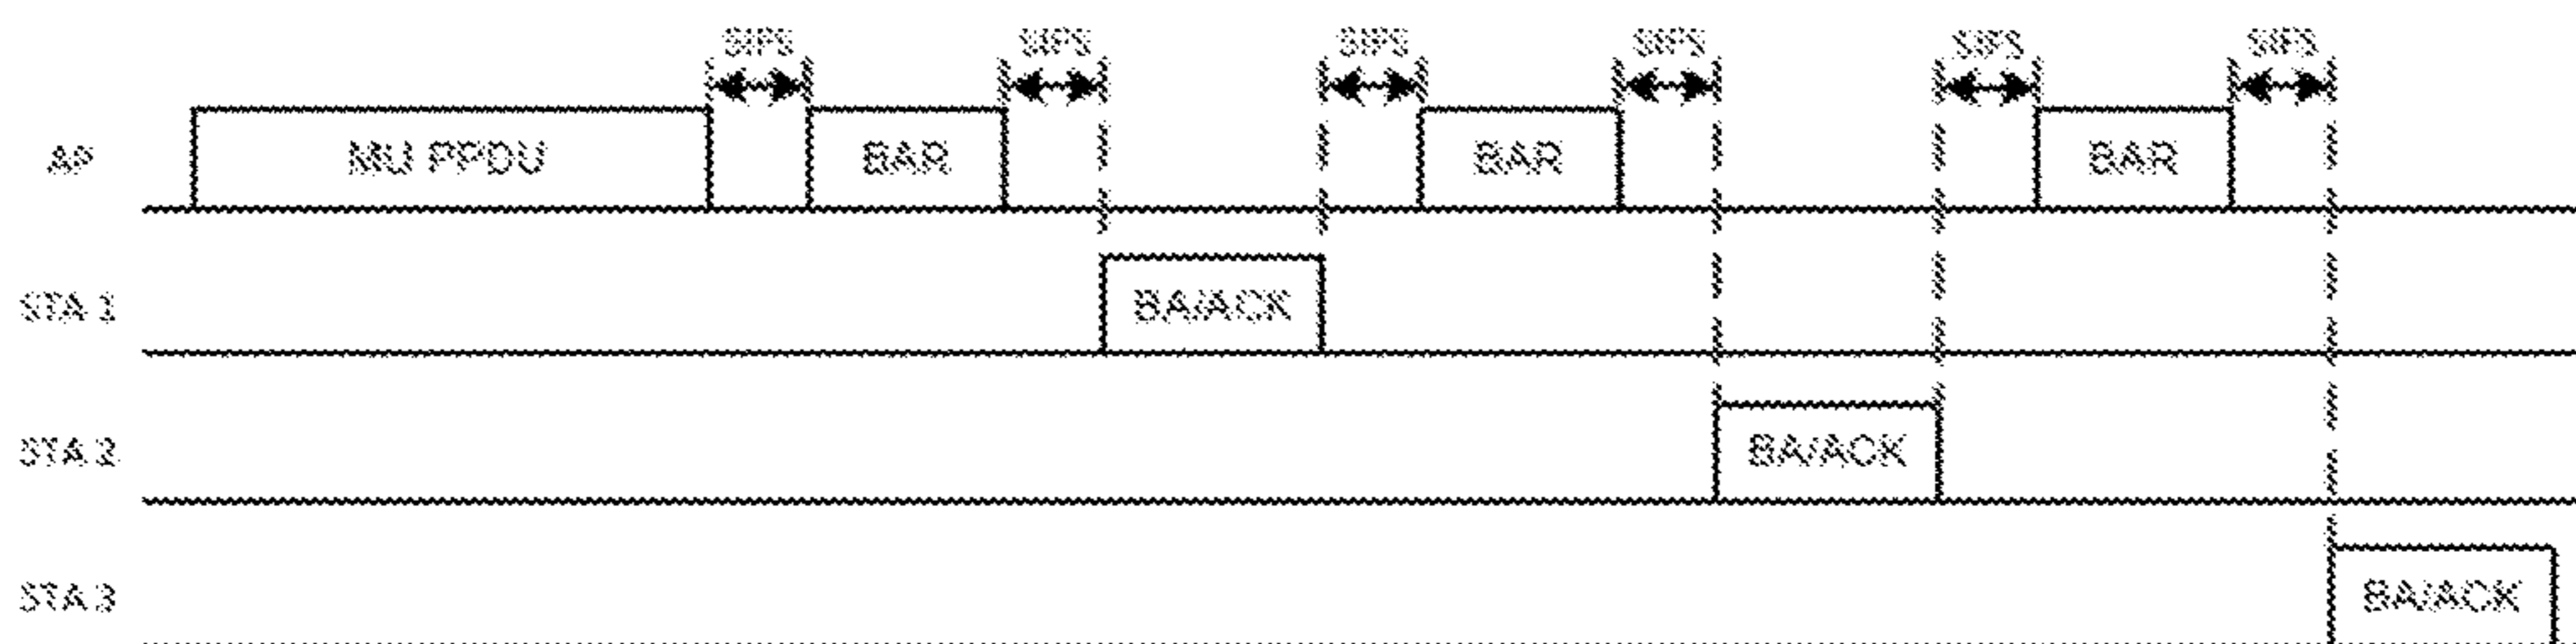 SIFS SIFS SIFS SIFS SIFS SIFS
AP MU PPDU BAR BAR BAR
STA 1 BA/ACK
STA 2 BA/ACK
STA 3 BA/ACK